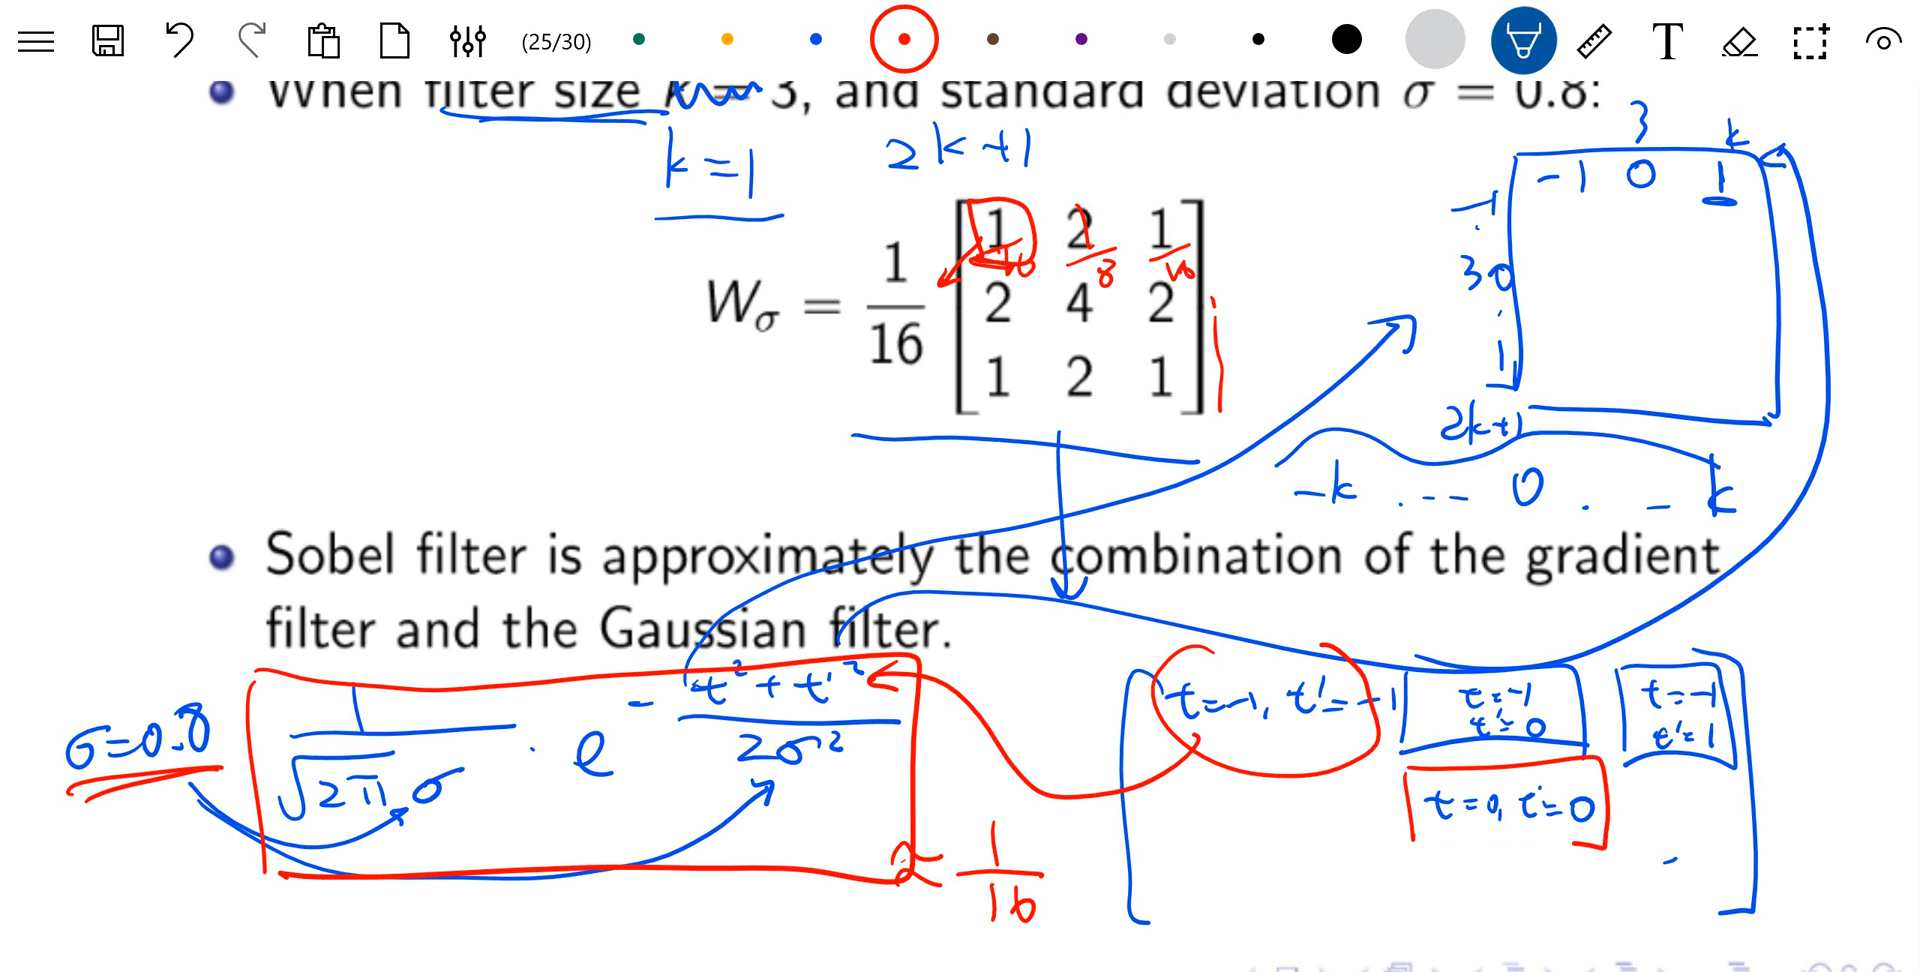 (25/30) T
When filter size k = 3, and standard deviation σ = 0.8:
k=1
2k+1
3 k
-1 0 1
-1
3 0
1
W_σ = 1/16 [1 2 1
2 4 2
1 2 1]
1/16 1/8 1/16
2k+1
-k . -- 0 . - k
Sobel filter is approximately the combination of the gradient
filter and the Gaussian filter.
σ=0.8
1/(√2π σ) · e - (t² + t'²)/2σ²
≈ 1/16
t=-1, t'=-1
t=-1
t'=0
t=-1
t'=1
t=0, t'=0